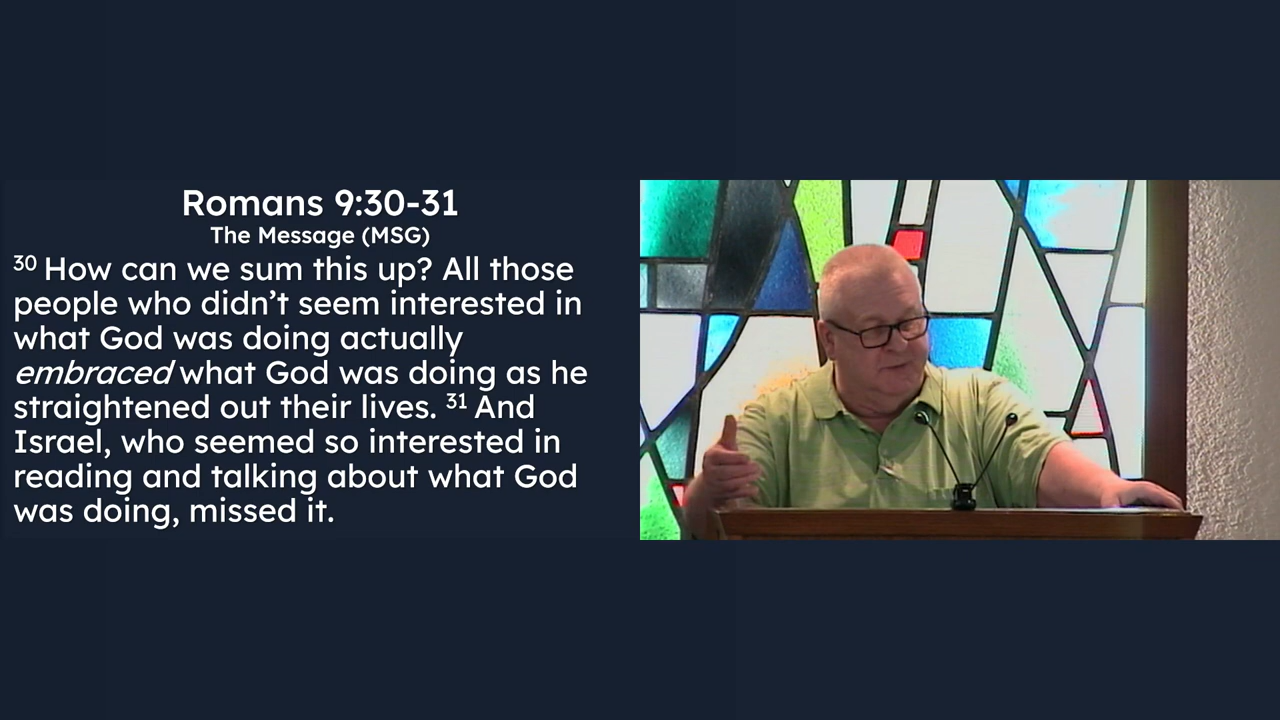 Romans 9:30-31
The Message (MSG)
30 How can we sum this up? All those
people who didn’t seem interested in
what God was doing actually
embraced what God was doing as he
straightened out their lives. 31 And
Israel, who seemed so interested in
reading and talking about what God
was doing, missed it.